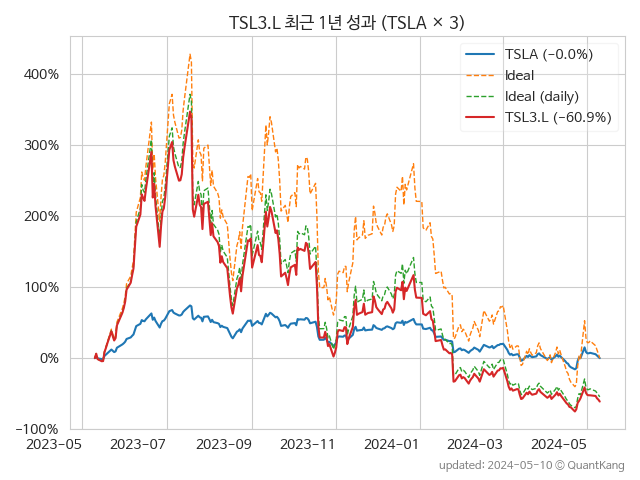 TSL3.L 최근 1년 성과 (TSLA × 3)
TSLA (−0.0%)
Ideal
Ideal (daily)
TSL3.L (−60.9%)
400%
300%
200%
100%
0%
−100%
2023-05
2023-07
2023-09
2023-11
2024-01
2024-03
2024-05
updated: 2024-05-10 © QuantKang